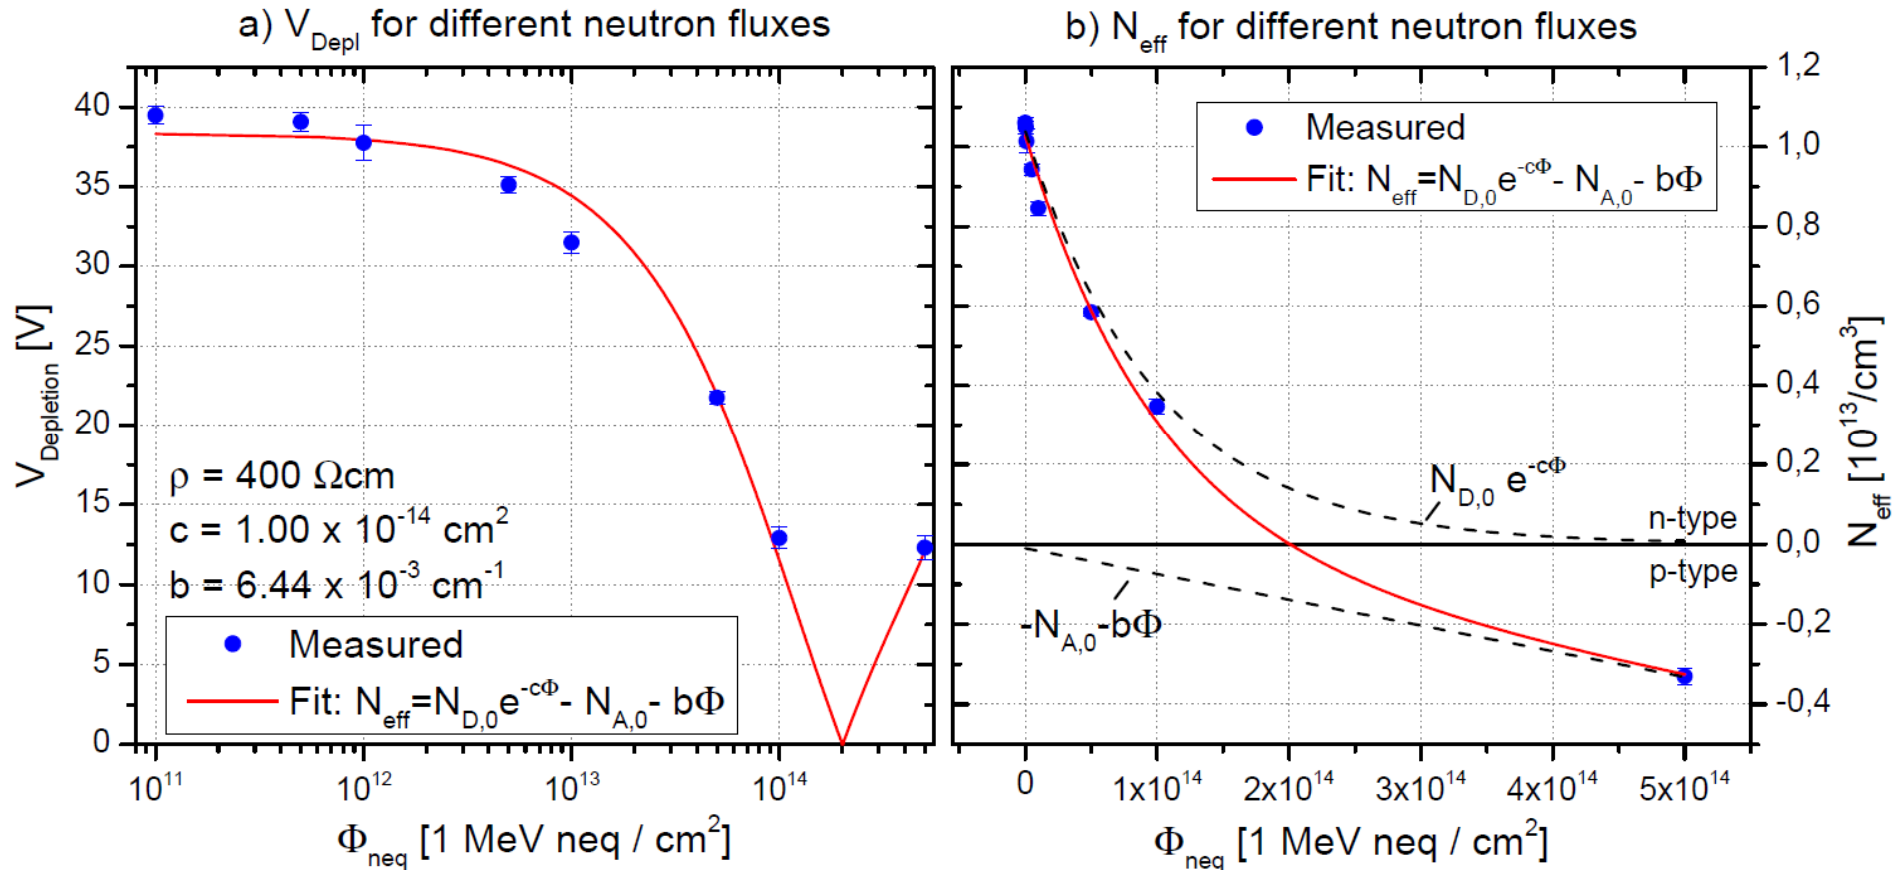 a) V_Depl for different neutron fluxes
40
35
30
25
20
15
10
5
0
V_Depletion [V]
ρ = 400 Ωcm
c = 1.00 x 10^-14 cm^2
b = 6.44 x 10^-3 cm^-1
Measured
Fit: N_eff=N_D,0 e^-cΦ - N_A,0 - bΦ
10^11 10^12 10^13 10^14
Φ_neq [1 MeV neq / cm^2]
b) N_eff for different neutron fluxes
Measured
Fit: N_eff=N_D,0 e^-cΦ - N_A,0 - bΦ
N_D,0 e^-cΦ
n-type
p-type
-N_A,0-bΦ
1,2
1,0
0,8
0,6
0,4
0,2
0,0
-0,2
-0,4
N_eff [10^13/cm^3]
0 1x10^14 2x10^14 3x10^14 4x10^14 5x10^14
Φ_neq [1 MeV neq / cm^2]